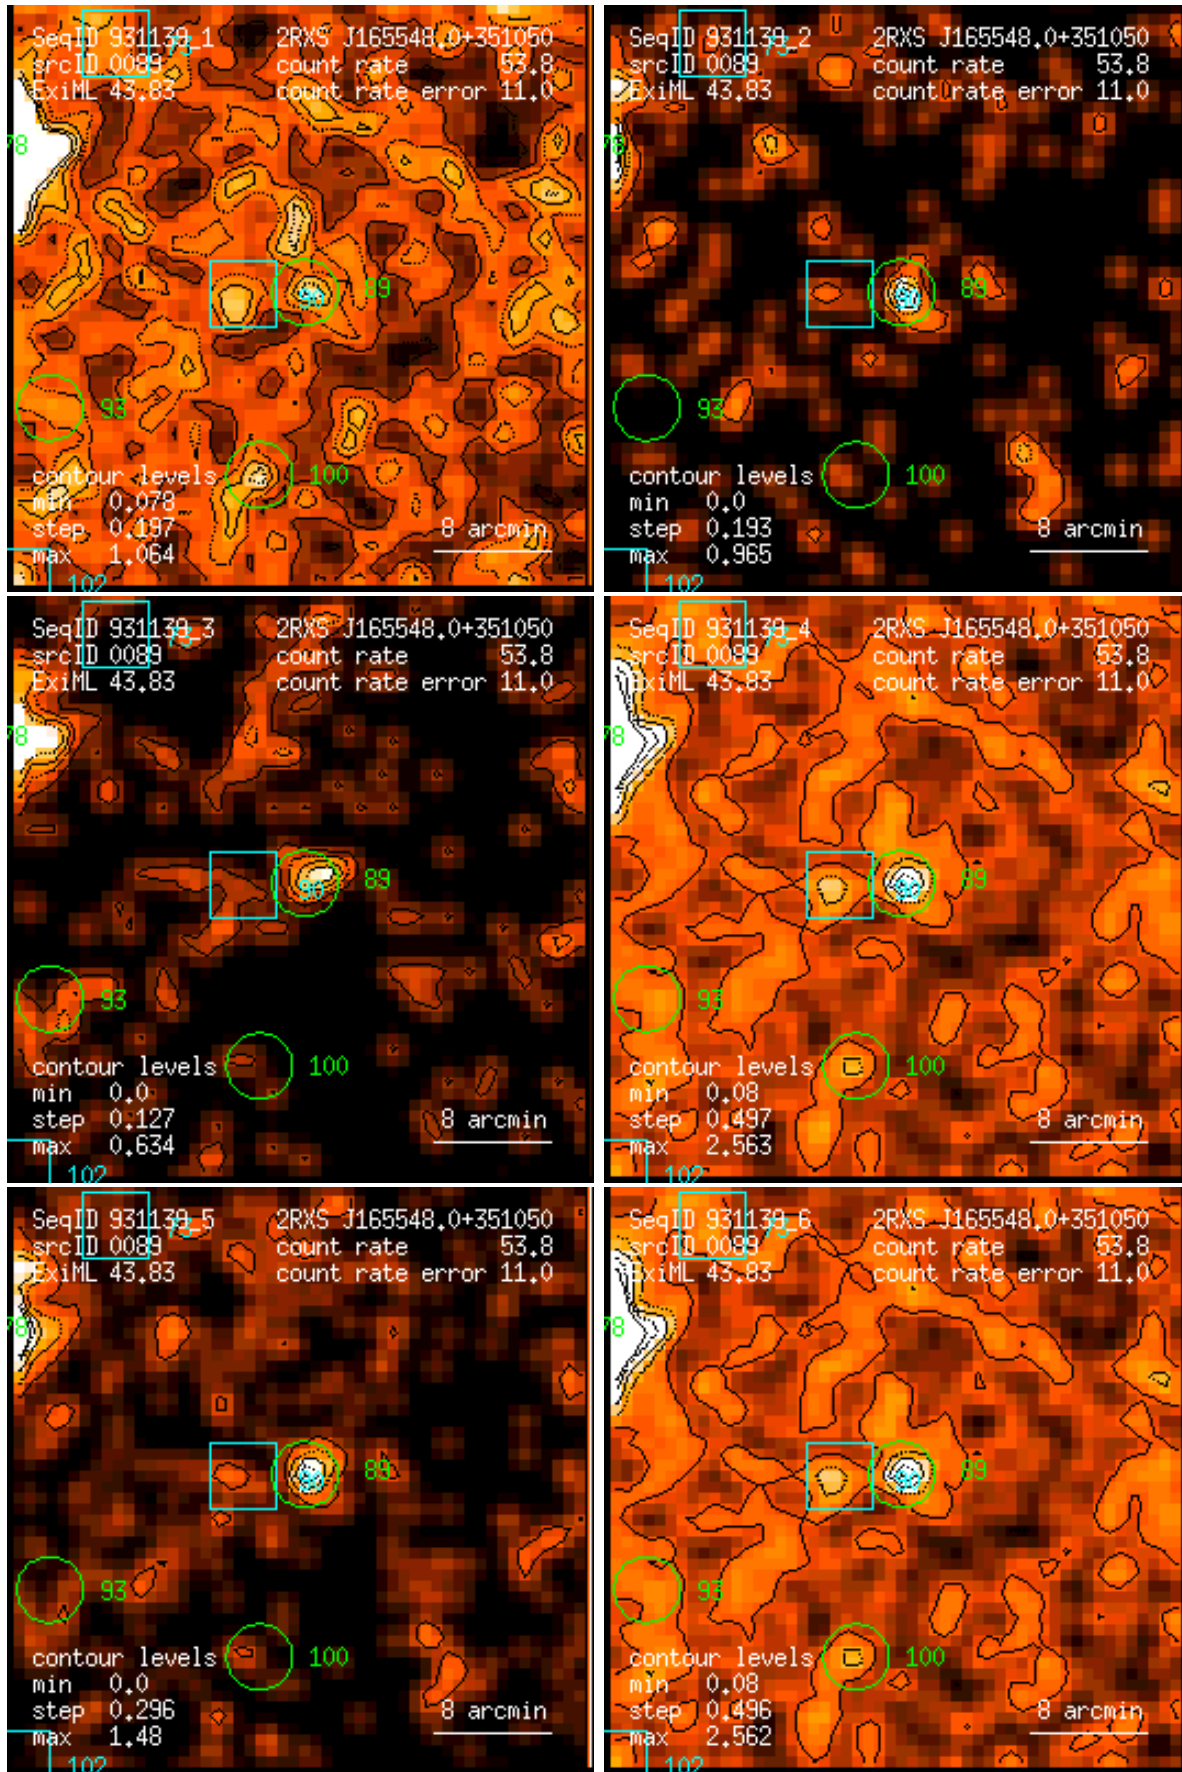 SeqID 931139_1 2RXS J165548.0+351050
73
srcID 0089 count rate 53.8
ExiML 43.83 count rate error 11.0
78
90 89
93
contour levels 100
min 0.078
step 0.197 8 arcmin
max 1.064
102
SeqID 931139_2 2RXS J165548.0+351050
73
srcID 0089 count rate 53.8
ExiML 43.83 count rate error 11.0
78
90 89
93
contour levels 100
min 0.0
step 0.193 8 arcmin
max 0.965
102
SeqID 931139_3 2RXS J165548.0+351050
73
srcID 0089 count rate 53.8
ExiML 43.83 count rate error 11.0
78
90 89
93
contour levels 100
min 0.0
step 0.127 8 arcmin
max 0.634
102
SeqID 931139_4 2RXS J165548.0+351050
73
srcID 0089 count rate 53.8
ExiML 43.83 count rate error 11.0
78
90 89
93
contour levels 100
min 0.08
step 0.497 8 arcmin
max 2.563
102
SeqID 931139_5 2RXS J165548.0+351050
73
srcID 0089 count rate 53.8
ExiML 43.83 count rate error 11.0
78
90 89
93
contour levels 100
min 0.0
step 0.296 8 arcmin
max 1.48
102
SeqID 931139_6 2RXS J165548.0+351050
73
srcID 0089 count rate 53.8
ExiML 43.83 count rate error 11.0
78
90 89
93
contour levels 100
min 0.08
step 0.496 8 arcmin
max 2.562
102